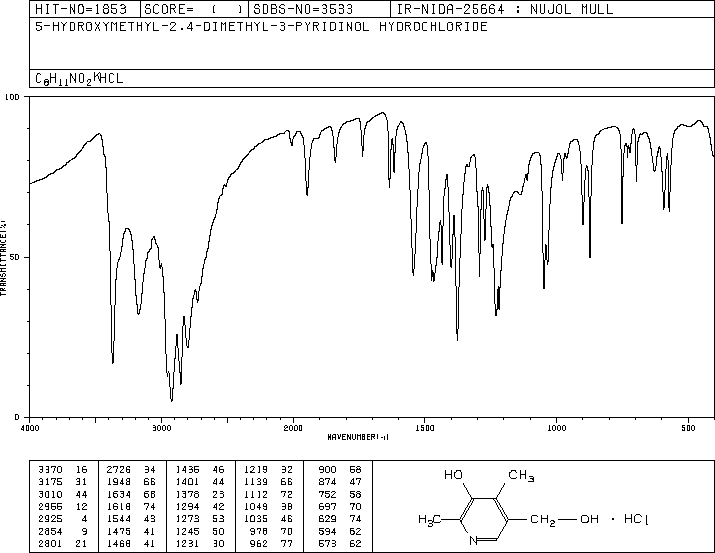 HIT-NO=1853 SCORE= ( ) SDBS-NO=3533 IR-NIDA-25664 : NUJOL MULL
5-HYDROXYMETHYL-2.4-DIMETHYL-3-PYRIDINOL HYDROCHLORIDE
C8H11NO2·HCL
100
50
0
TRANSMITTANCE(%)
4000 3000 2000 1500 1000 500
WAVENUMBER(-1)
3370 16 2726 34 1436 46 1219 32 900 58
3175 31 1948 66 1401 44 1139 66 874 47
3010 44 1634 68 1378 23 1112 72 752 58
2955 12 1618 74 1294 42 1049 38 697 70
2925 4 1544 43 1273 53 1035 46 629 74
2854 9 1475 41 1245 50 978 70 594 62
2801 21 1468 41 1231 30 962 77 573 62
HO CH3
H3C CH2 OH · HCl
N